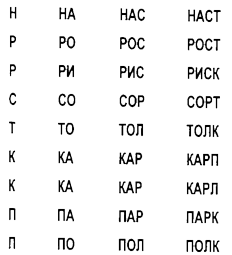 Н НА НАС НАСТ
Р РО РОС РОСТ
Р РИ РИС РИСК
С СО СОР СОРТ
Т ТО ТОЛ ТОЛК
К КА КАР КАРП
К КА КАР КАРЛ
П ПА ПАР ПАРК
П ПО ПОЛ ПОЛК